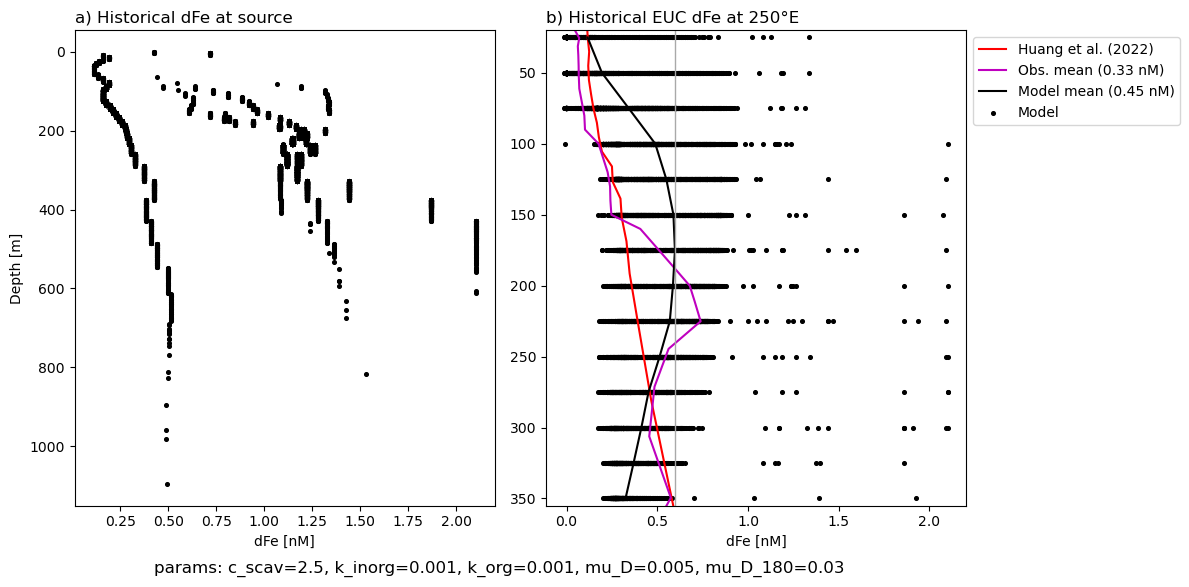 a) Historical dFe at source
b) Historical EUC dFe at 250°E
0
200
400
600
800
1000
Depth [m]
0.25
0.50
0.75
1.00
1.25
1.50
1.75
2.00
dFe [nM]
50
100
150
200
250
300
350
0.0
0.5
1.0
1.5
2.0
dFe [nM]
Huang et al. (2022)
Obs. mean (0.33 nM)
Model mean (0.45 nM)
Model
params: c_scav=2.5, k_inorg=0.001, k_org=0.001, mu_D=0.005, mu_D_180=0.03